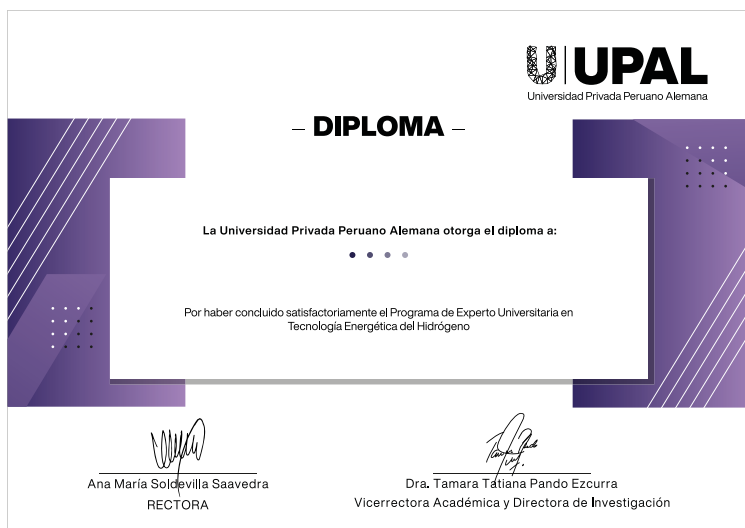 UPAL
Universidad Privada Peruano Alemana
– DIPLOMA –
La Universidad Privada Peruano Alemana otorga el diploma a:
Por haber concluido satisfactoriamente el Programa de Experto Universitaria en
Tecnología Energética del Hidrógeno
Ana María Soldevilla Saavedra
RECTORA
Dra. Tamara Tatiana Pando Ezcurra
Vicerrectora Académica y Directora de Investigación